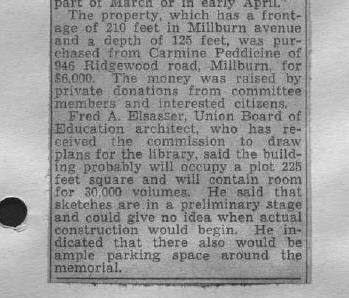 part of March or in early April."
The property, which has a front-
age of 210 feet in Millburn avenue
and a depth of 125 feet, was pur-
chased from Carmine Peddicine of
946 Ridgewood road, Millburn, for
$6,000. The money was raised by
private donations from committee
members and interested citizens.
Fred A. Elsasser, Union Board of
Education architect, who has re-
ceived the commission to draw
plans for the library, said the build-
ing probably will occupy a plot 225
feet square and will contain room
for 30,000 volumes. He said that
sketches are in a preliminary stage
and could give no idea when actual
construction would begin. He in-
dicated that there also would be
ample parking space around the
memorial.